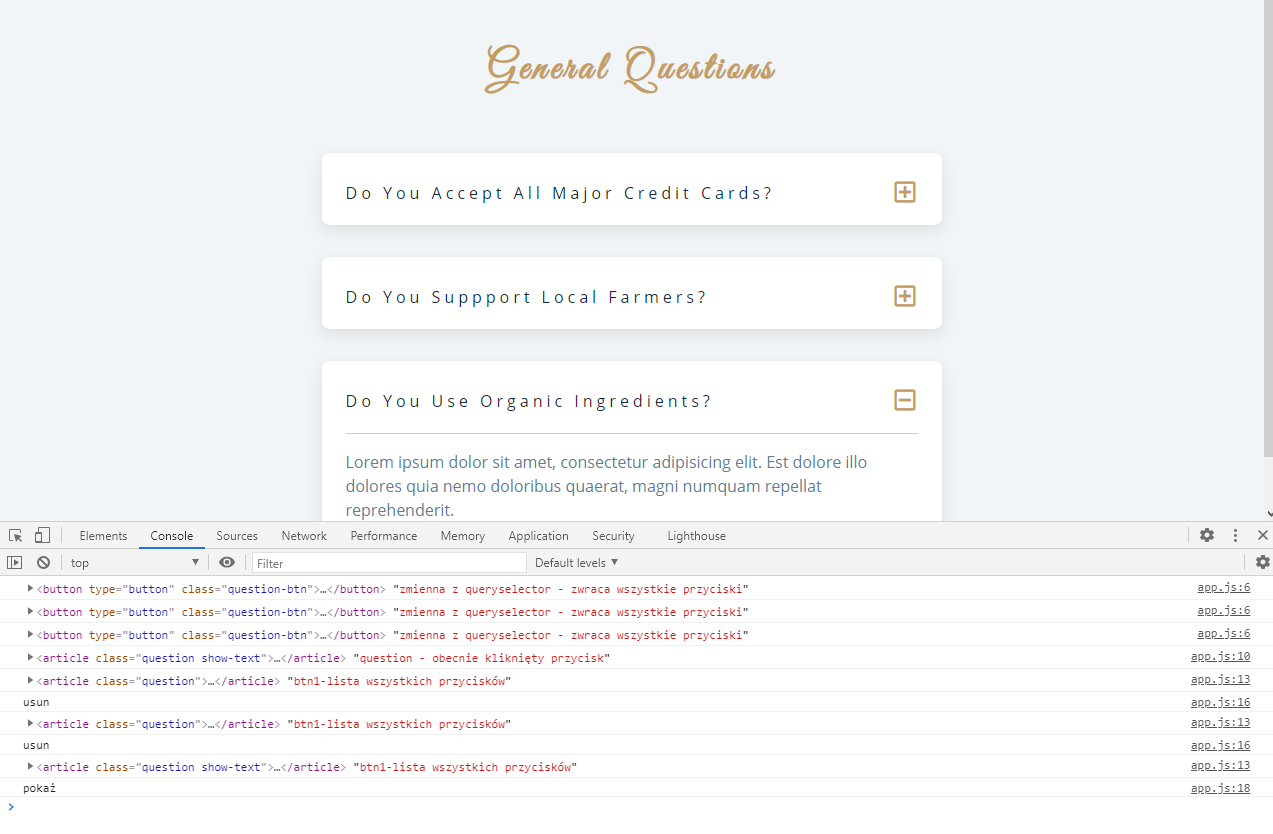 General Questions
Do You Accept All Major Credit Cards?
Do You Suppport Local Farmers?
Do You Use Organic Ingredients?
Lorem ipsum dolor sit amet, consectetur adipisicing elit. Est dolore illo
dolores quia nemo doloribus quaerat, magni numquam repellat
reprehenderit.
Elements Console Sources Network Performance Memory Application Security Lighthouse
top Filter Default levels
<button type="button" class="question-btn">…</button> "zmienna z queryselector - zwraca wszystkie przyciski" app.js:6
<button type="button" class="question-btn">…</button> "zmienna z queryselector - zwraca wszystkie przyciski" app.js:6
<button type="button" class="question-btn">…</button> "zmienna z queryselector - zwraca wszystkie przyciski" app.js:6
<article class="question show-text">…</article> "question - obecnie kliknięty przycisk" app.js:10
<article class="question">…</article> "btn1-lista wszystkich przycisków" app.js:13
usun app.js:16
<article class="question">…</article> "btn1-lista wszystkich przycisków" app.js:13
usun app.js:16
<article class="question show-text">…</article> "btn1-lista wszystkich przycisków" app.js:13
pokaż app.js:18